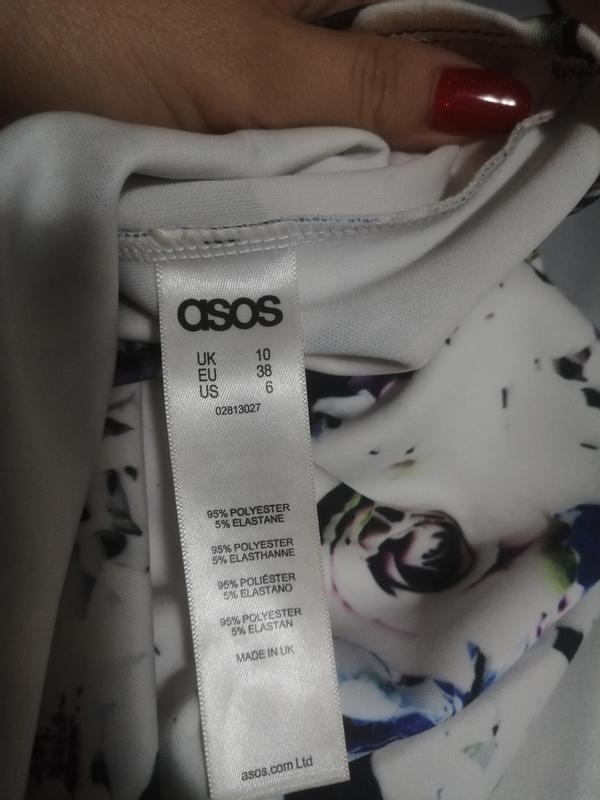 asos
UK 10
EU 38
US 6
02813027
95% POLYESTER
5% ELASTANE
95% POLYESTER
5% ELASTHANNE
95% POLIÉSTER
5% ELASTANO
95% POLYESTER
5% ELASTAN
MADE IN UK
asos.com Ltd